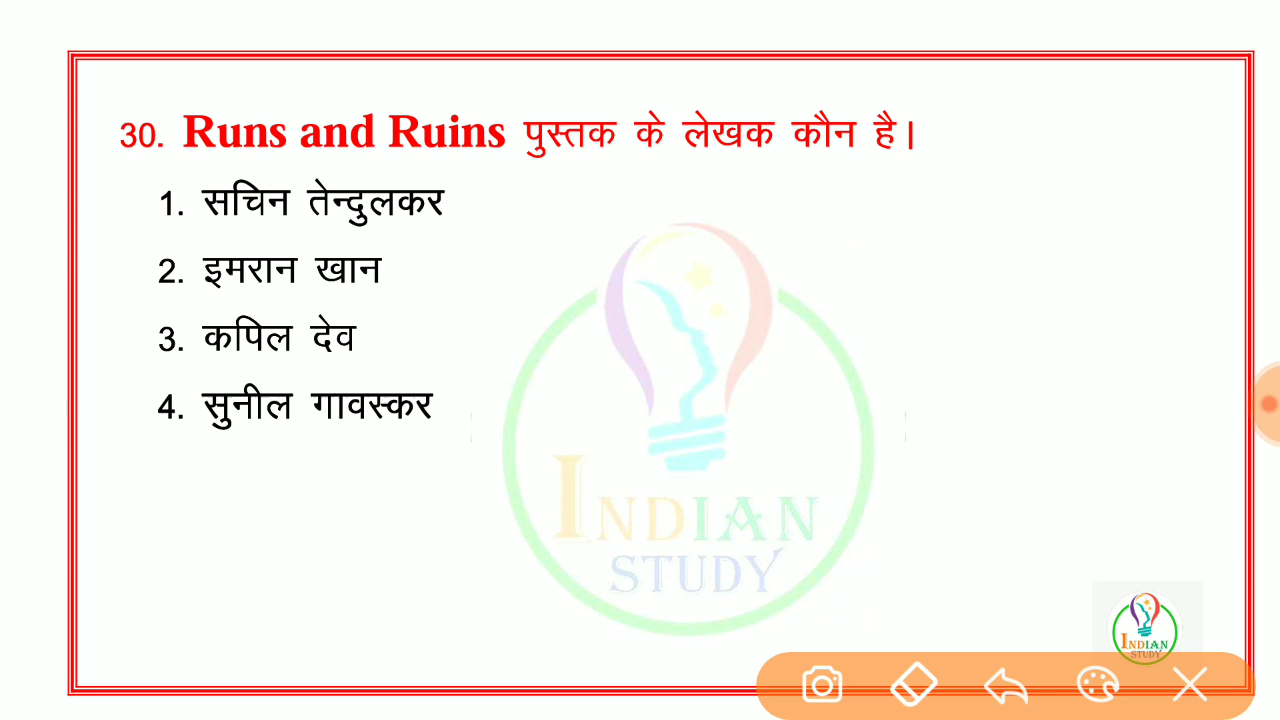 30. Runs and Ruins पुस्तक के लेखक कौन है।
1. सचिन तेन्दुलकर
2. इमरान खान
3. कपिल देव
4. सुनील गावस्कर
INDIAN
STUDY
INDIAN
STUDY